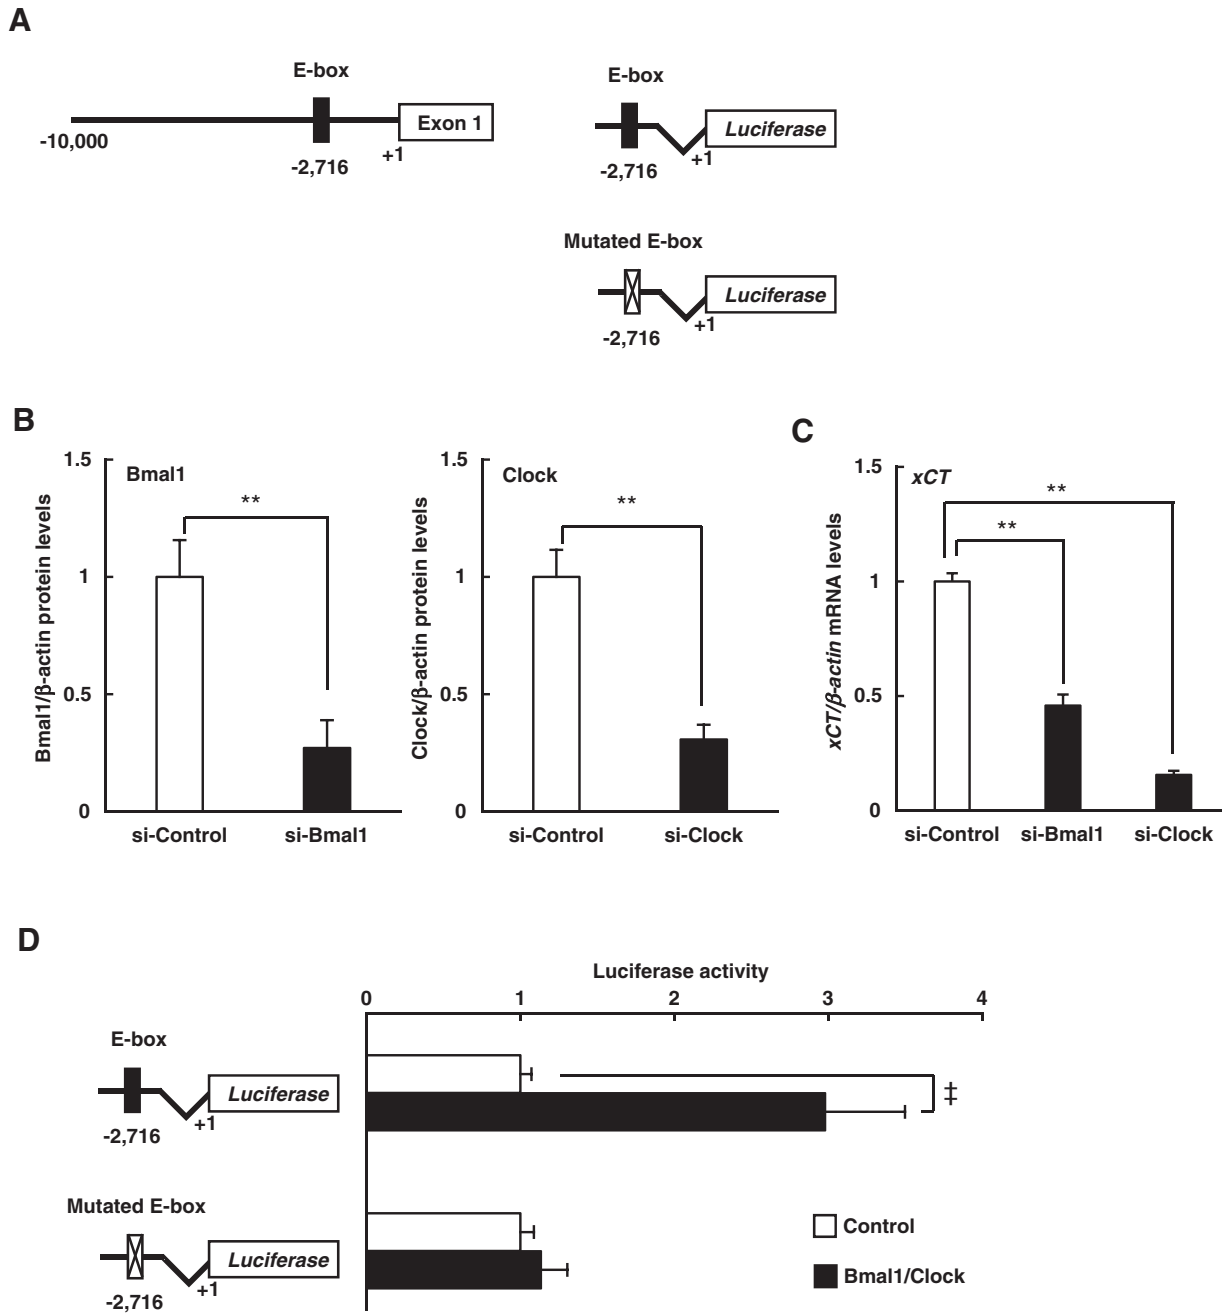 A
E-box
-10,000
-2,716
+1
Exon 1
E-box
-2,716
+1
Luciferase
Mutated E-box
-2,716
+1
Luciferase
B
Bmal1/β-actin protein levels
1.5
1
0.5
0
Bmal1
**
si-Control
si-Bmal1
Clock/β-actin protein levels
1.5
1
0.5
0
Clock
**
si-Control
si-Clock
C
xCT/β-actin mRNA levels
1.5
1
0.5
0
xCT
**
**
si-Control
si-Bmal1
si-Clock
D
Luciferase activity
0 1 2 3 4
E-box
-2,716
+1
Luciferase
‡
Mutated E-box
-2,716
+1
Luciferase
Control
Bmal1/Clock